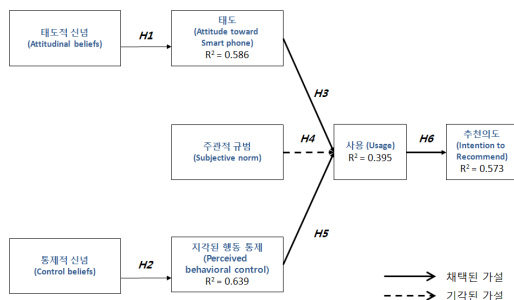 태도적 신념
(Attitudinal beliefs)
H1
태도
(Attitude toward
Smart phone)
R² = 0.586
H3
주관적 규범
(Subjective norm)
H4
사용 (Usage)
R² = 0.395
H6
추천의도
(Intention to
Recommend)
R² = 0.573
H5
통제적 신념
(Control beliefs)
H2
지각된 행동 통제
(Perceived
behavioral control)
R² = 0.639
채택된 가설
기각된 가설